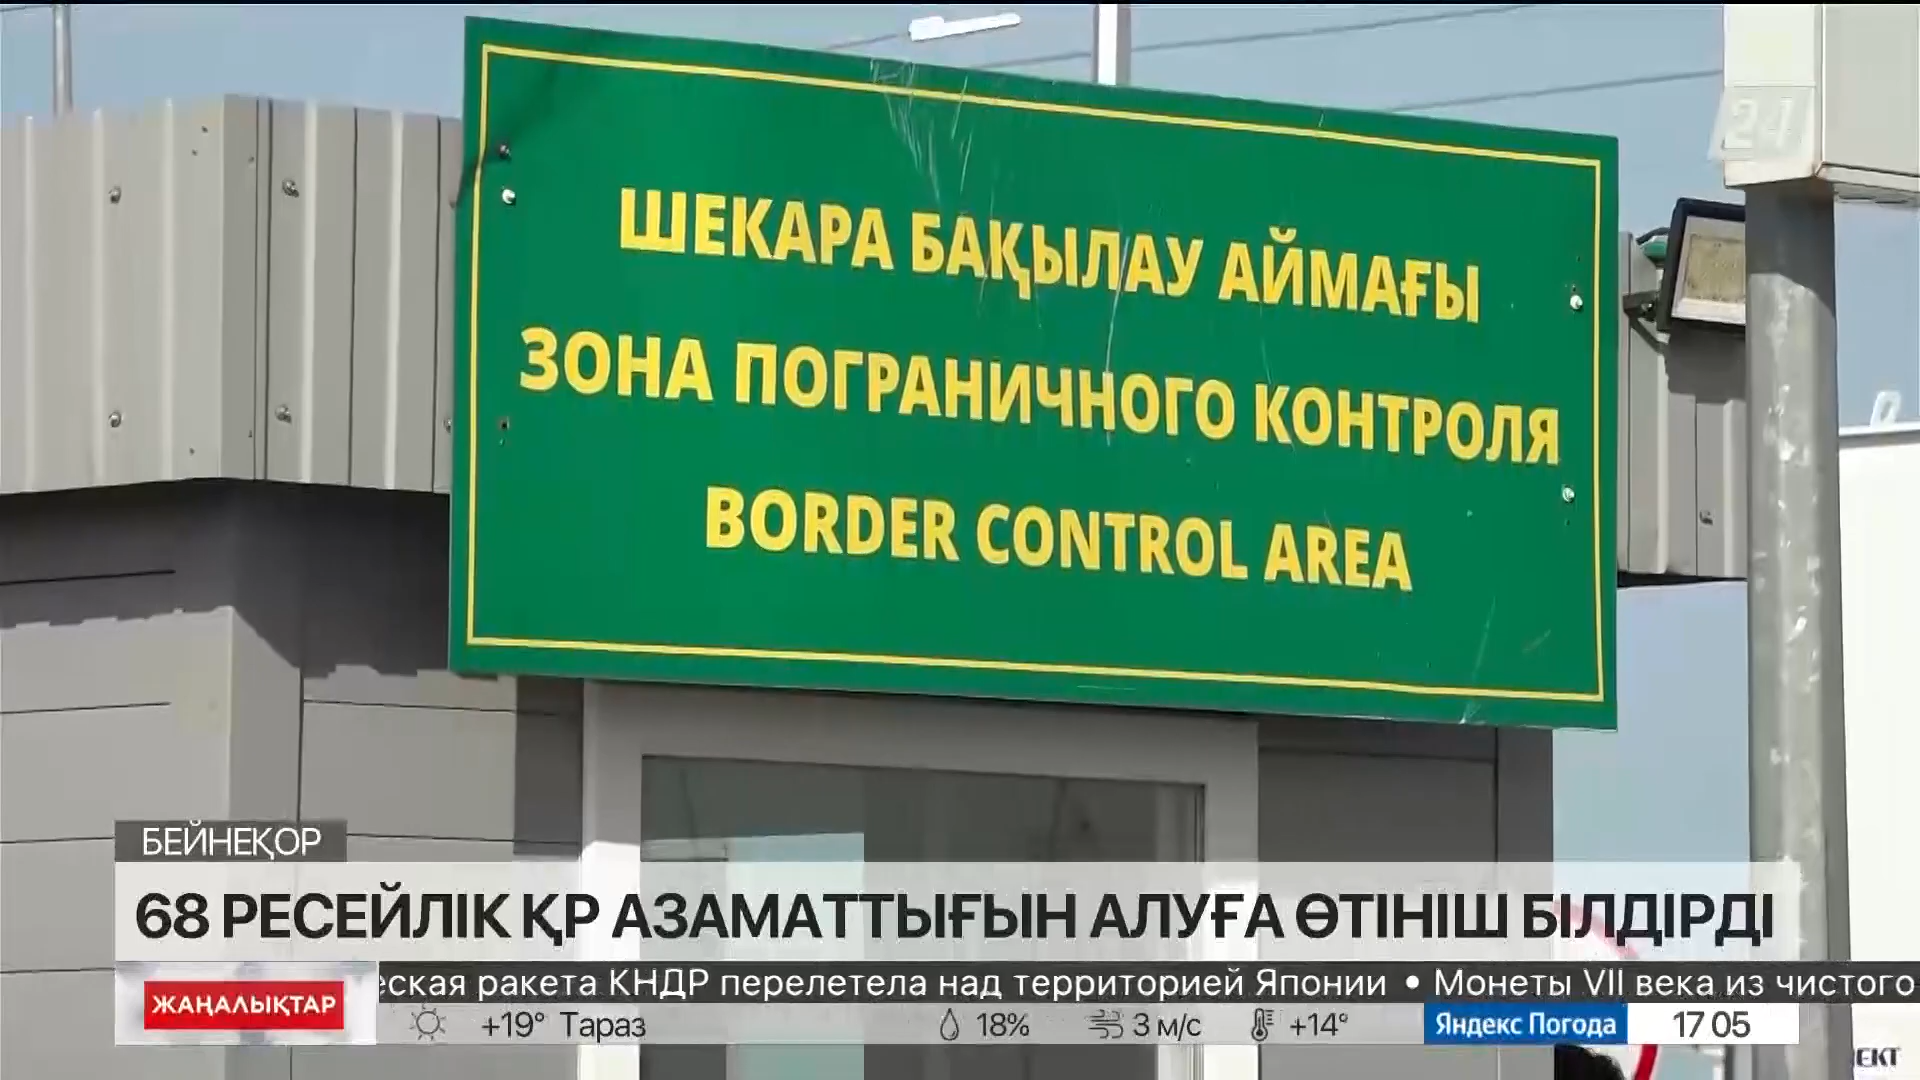 24
ШЕКАРА БАҚЫЛАУ АЙМАҒЫ
ЗОНА ПОГРАНИЧНОГО КОНТРОЛЯ
BORDER CONTROL AREA
БЕЙНЕҚОР
68 РЕСЕЙЛІК ҚР АЗАМАТТЫҒЫН АЛУҒА ӨТІНІШ БІЛДІРДІ
ЖАҢАЛЫҚТАР
еская ракета КНДР перелетела над территорией Японии • Монеты VII века из чистого
+19° Тараз 18% 3 м/с +14° Яндекс Погода 17 05